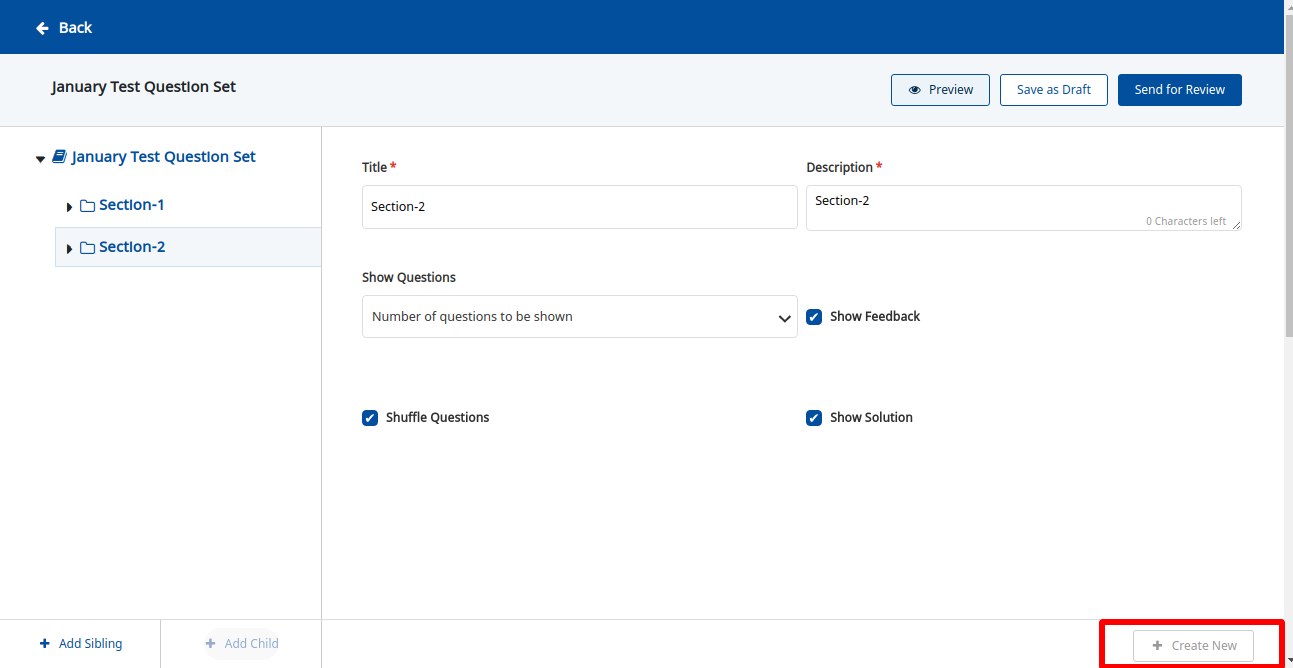 Back
January Test Question Set
Preview
Save as Draft
Send for Review
January Test Question Set
Section-1
Section-2
Title *
Section-2
Description *
Section-2
0 Characters left
Show Questions
Number of questions to be shown
Show Feedback
Shuffle Questions
Show Solution
+ Add Sibling
+ Add Child
+ Create New